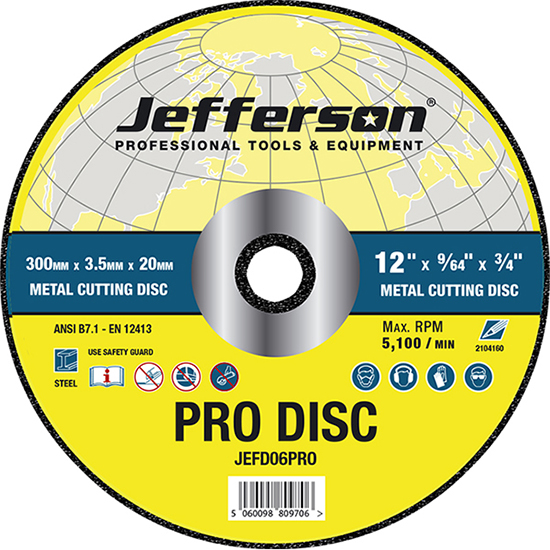 Jefferson®
PROFESSIONAL TOOLS & EQUIPMENT
300MM x 3.5MM x 20MM
METAL CUTTING DISC
12" x 9/64" x 3/4"
METAL CUTTING DISC
ANSI B7.1 - EN 12413
USE SAFETY GUARD
STEEL
MAX. RPM
5,100 / MIN
2104160
PRO DISC
JEFD06PRO
5 060098 809706 >